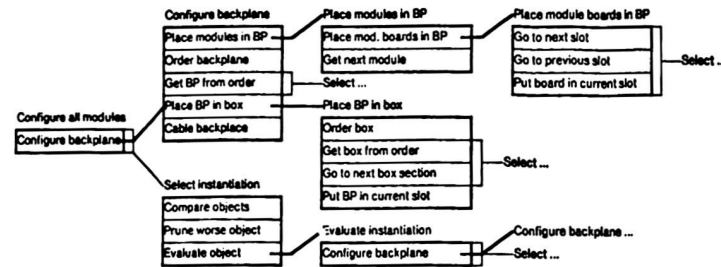 Configure all modules
Configure backplane
Configure backplane
Place modules in BP
Order backplane
Get BP from order
Place BP in box
Cable backplace
Select instantiation
Compare objects
Prune worse object
Evaluate object
Place modules in BP
Place mod. boards in BP
Get next module
Select ...
Place BP in box
Order box
Get box from order
Go to next box section
Put BP in current slot
Select ...
Evaluate instantiation
Configure backplane
Configure backplane ...
Select ...
Place module boards in BP
Go to next slot
Go to previous slot
Put board in current slot
Select ...